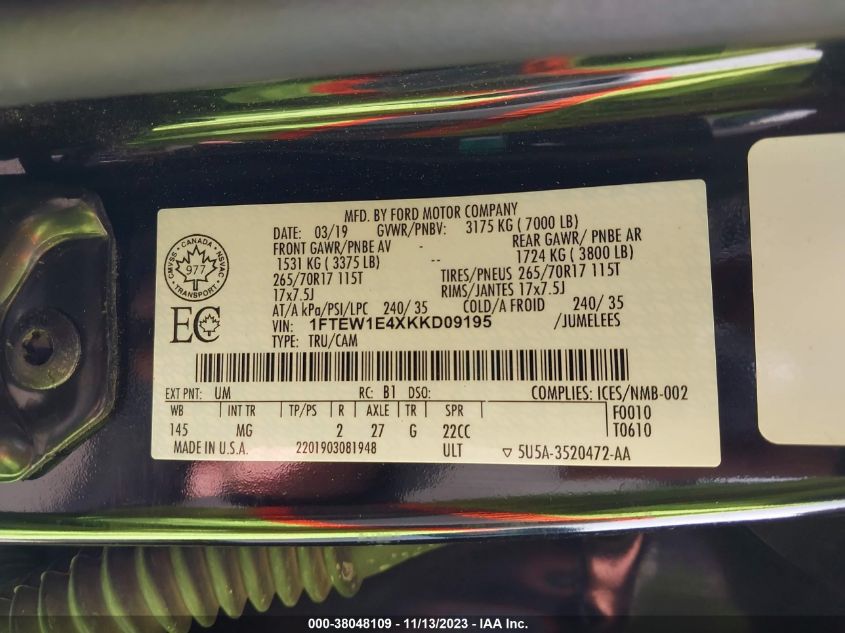 MFD. BY FORD MOTOR COMPANY
DATE: 03/19 GVWR/PNBV: 3175 KG ( 7000 LB)
FRONT GAWR/PNBE AV - REAR GAWR/ PNBE AR
1531 KG ( 3375 LB) -- 1724 KG ( 3800 LB)
265/70R17 115T TIRES/PNEUS 265/70R17 115T
17x7.5J RIMS/JANTES 17x7.5J
AT/A kPa/PSI/LPC 240/ 35 COLD/A FROID 240/ 35
VIN: 1FTEW1E4XKKD09195 /JUMELEES
TYPE: TRU/CAM
CANADA
CMVSS NSVAC
977
TRANSPORT
EC
EXT PNT: UM RC: B1 DSO: COMPLIES: ICES/NMB-002
WB INT TR TP/PS R AXLE TR SPR F0010
145 MG 2 27 G 22CC T0610
MADE IN U.S.A. 2201903081948 ULT ▽ 5U5A-3520472-AA
000-38048109 - 11/13/2023 - IAA Inc.